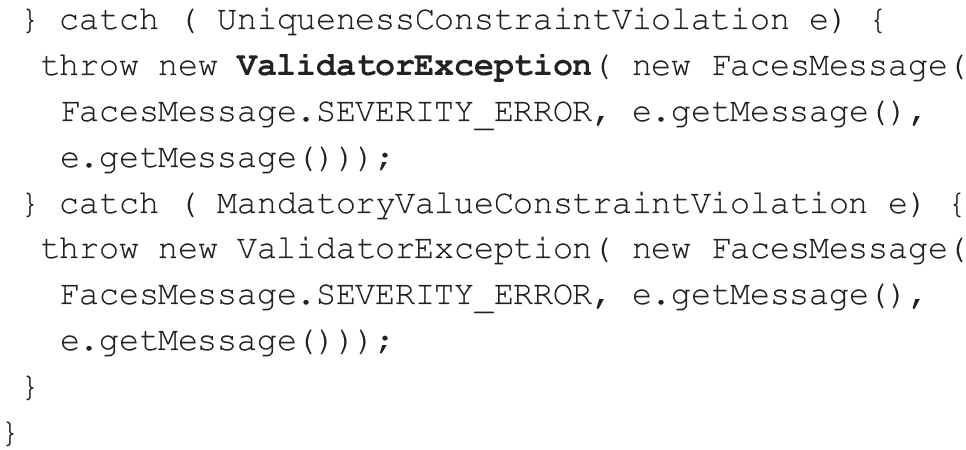 } catch ( UniquenessConstraintViolation e) {
throw new ValidatorException( new FacesMessage(
FacesMessage.SEVERITY_ERROR, e.getMessage(),
e.getMessage()));
} catch ( MandatoryValueConstraintViolation e) {
throw new ValidatorException( new FacesMessage(
FacesMessage.SEVERITY_ERROR, e.getMessage(),
e.getMessage()));
}
}